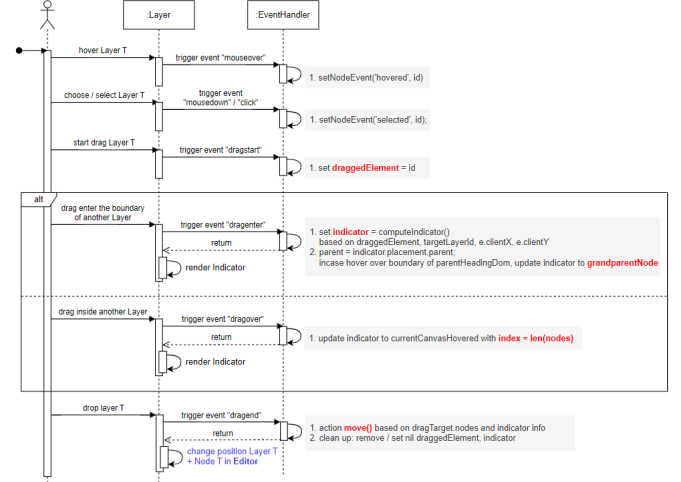 :Layer
:EventHandler
hover Layer T
trigger event "mouseover"
1. setNodeEvent('hovered', id)
choose / select Layer T
trigger event
"mousedown" / "click"
1. setNodeEvent('selected', id);
start drag Layer T
trigger event "dragstart"
1. set draggedElement = id
alt
drag enter the boundary
of another Layer
trigger event "dragenter"
return
render Indicator
1. set indicator = computeIndicator()
based on draggedElement, targetLayerId, e.clientX, e.clientY
2. parent = indicator.placement.parent;
incase hover over boundary of parentHeadingDom, update indicator to grandparentNode
drag inside another Layer
trigger event "dragover"
return
render Indicator
1. update indicator to currentCanvasHovered with index = len(nodes)
drop layer T
trigger event "dragend"
return
1. action move() based on dragTarget.nodes and indicator info
2. clean up: remove / set nil draggedElement, indicator
change position Layer T
+ Node T in Editor